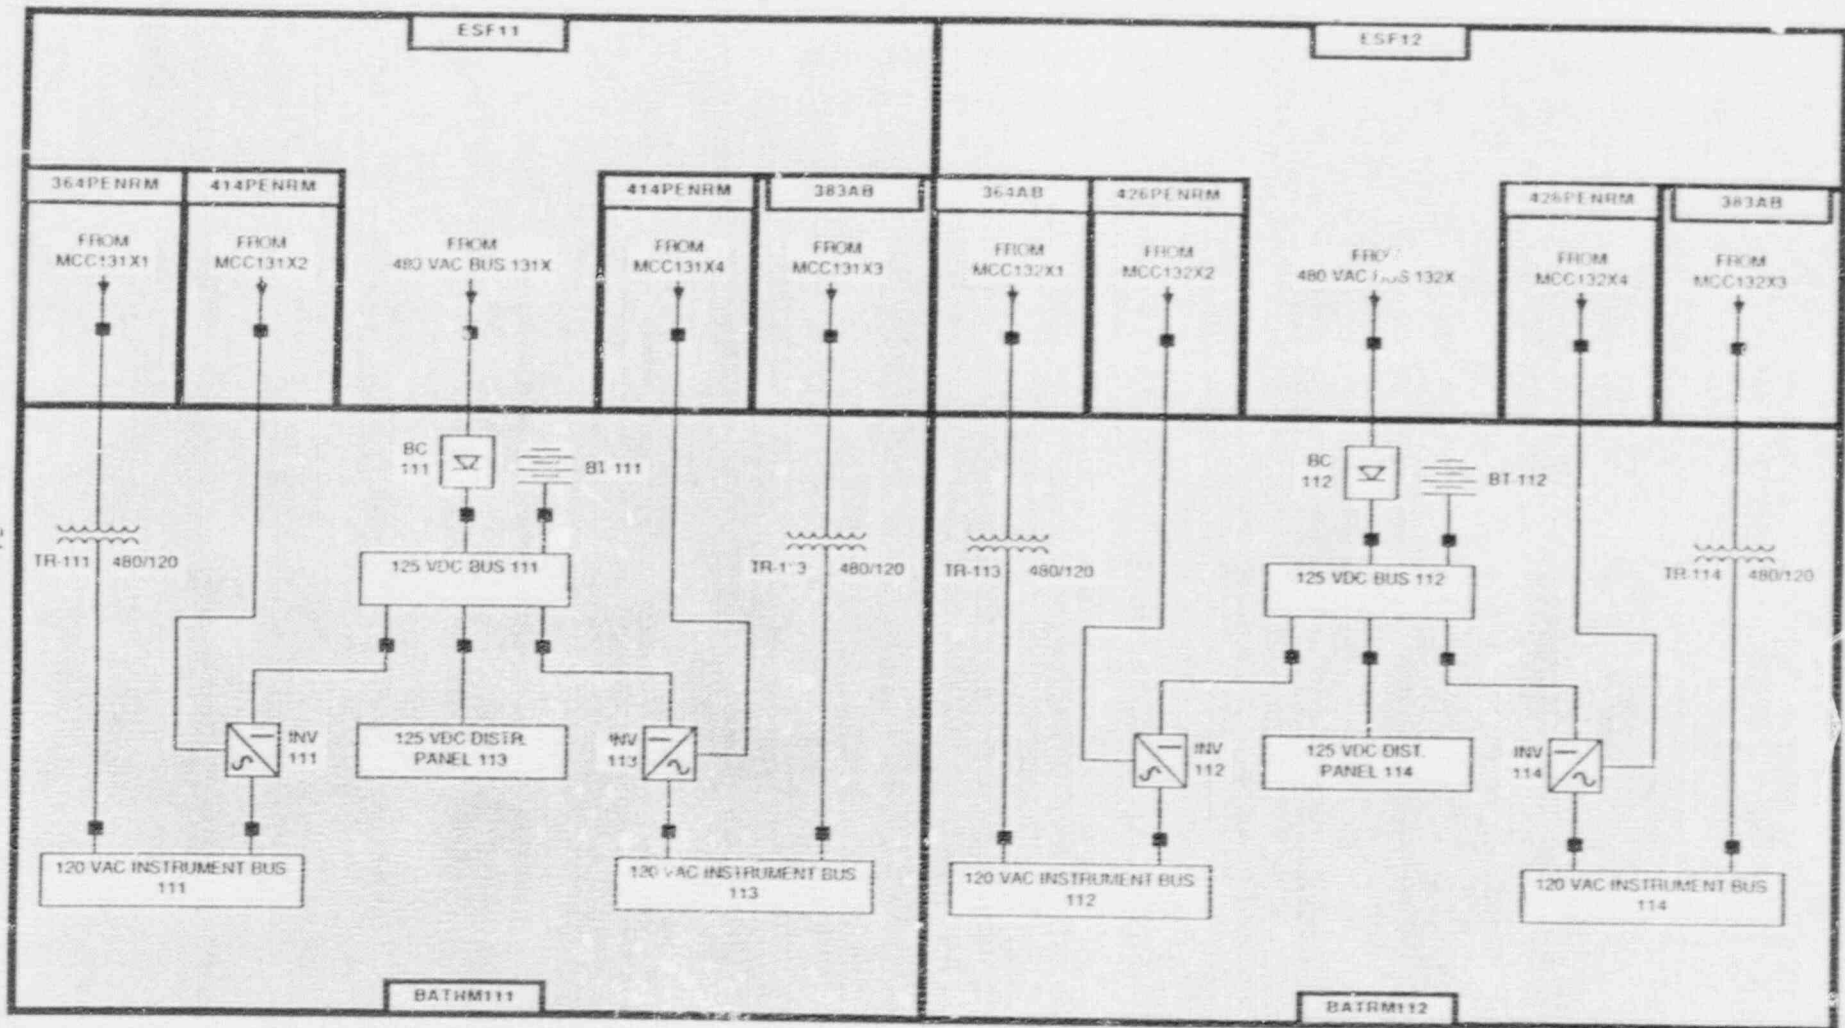 ESF11
ESF12
364PENRM
414PENRM
414PENRM
383AB
364AB
426PENRM
426PENRM
383AB
FROM
MCC131X1
FROM
MCC131X2
FROM
480 VAC BUS 131X
FROM
MCC131X4
FROM
MCC131X3
FROM
MCC132X1
FROM
MCC132X2
480 VAC 132X
FROM
MCC132X4
FROM
MCC132X3
BC
111
BT 111
BC
112
BT-112
TR-111 480/120
125 VDC BUS 111
480/120
TR-113 480/120
125 VDC BUS 112
TR-114 480/120
INV
111
125 VDC DISTR.
PANEL 113
INV
113
INV
112
125 VDC DIST.
PANEL 114
INV
114
120 VAC INSTRUMENT BUS
111
120 VAC INSTRUMENT BUS
113
120 VAC INSTRUMENT BUS
112
120 VAC INSTRUMENT BUS
114
BATRM111
BATRM112